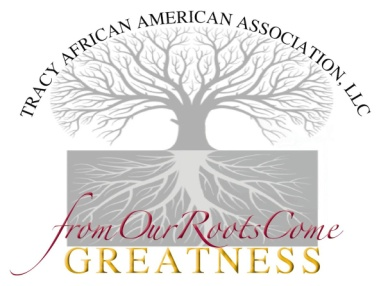 TRACY AFRICAN AMERICAN ASSOCIATION, LLC
from Our Roots Come
GREATNESS